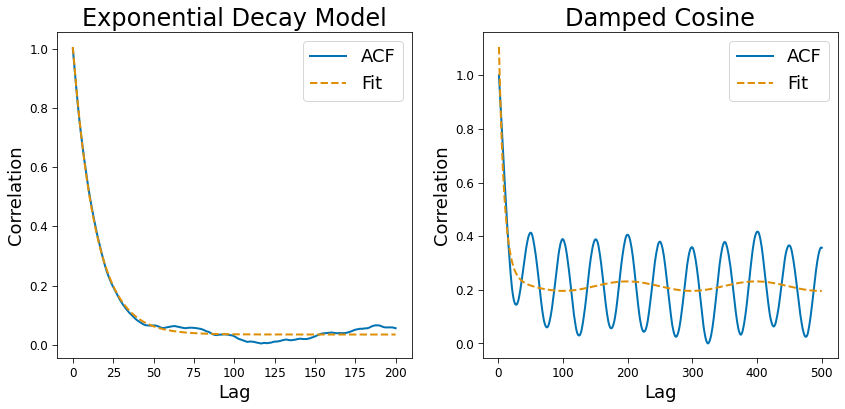 Exponential Decay Model
ACF
Fit
Correlation
1.0
0.8
0.6
0.4
0.2
0.0
0 25 50 75 100 125 150 175 200
Lag
Damped Cosine
ACF
Fit
Correlation
1.0
0.8
0.6
0.4
0.2
0.0
0 100 200 300 400 500
Lag